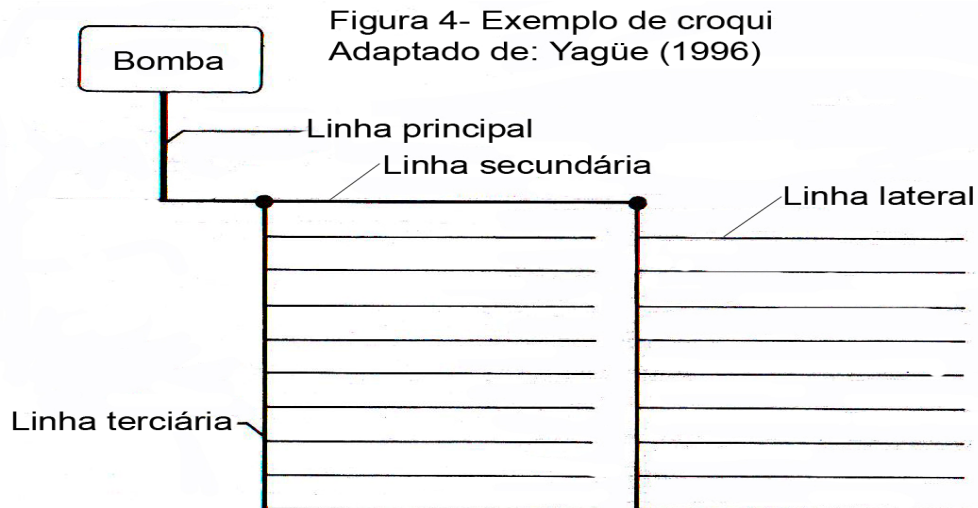 Figura 4- Exemplo de croqui
Adaptado de: Yagüe (1996)
Bomba
Linha principal
Linha secundária
Linha lateral
Linha terciária